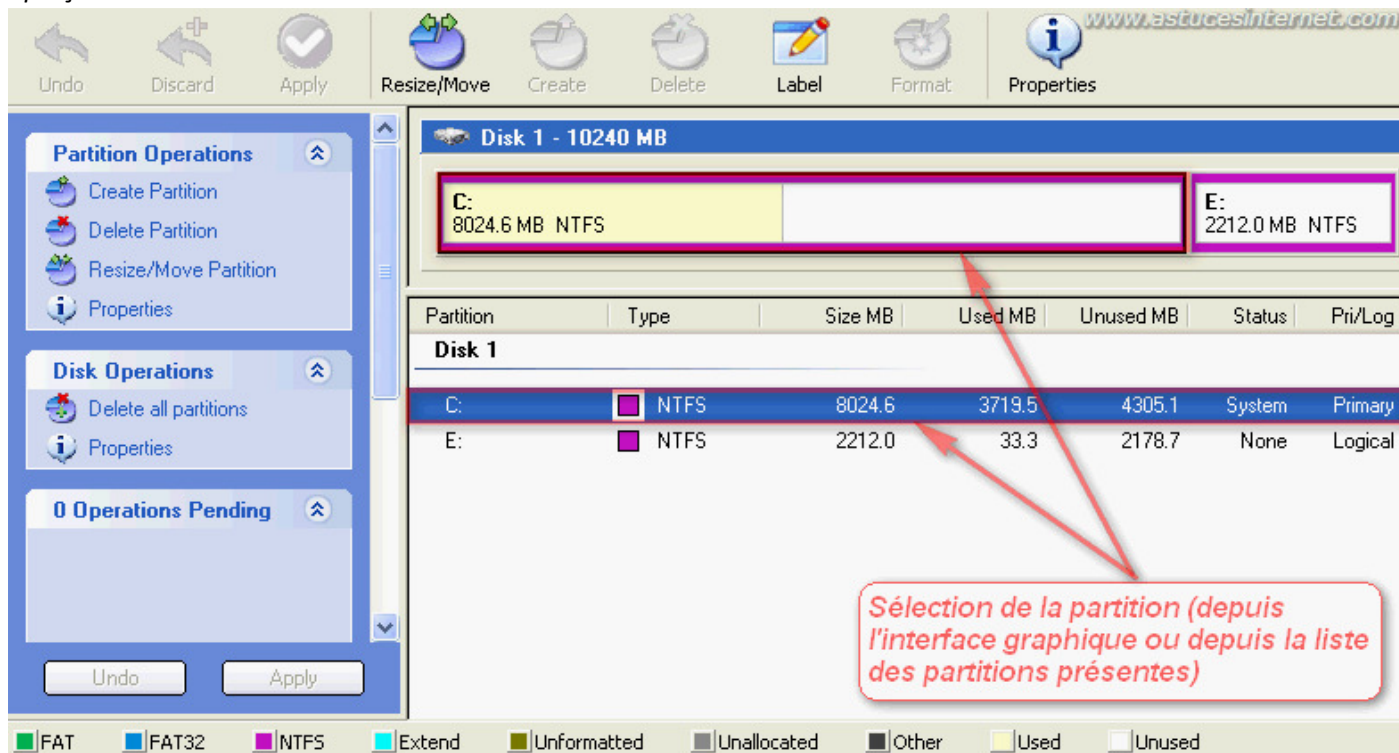 www.astucesinternet.com
Undo Discard Apply Resize/Move Create Delete Label Format Properties
Partition Operations
Create Partition
Delete Partition
Resize/Move Partition
Properties
Disk Operations
Delete all partitions
Properties
0 Operations Pending
Undo Apply
Disk 1 - 10240 MB
C:
8024.6 MB NTFS
E:
2212.0 MB NTFS
Partition Type Size MB Used MB Unused MB Status Pri/Log
Disk 1
C: NTFS 8024.6 3719.5 4305.1 System Primary
E: NTFS 2212.0 33.3 2178.7 None Logical
Sélection de la partition (depuis
l'interface graphique ou depuis la liste
des partitions présentes)
FAT FAT32 NTFS Extend Unformatted Unallocated Other Used Unused